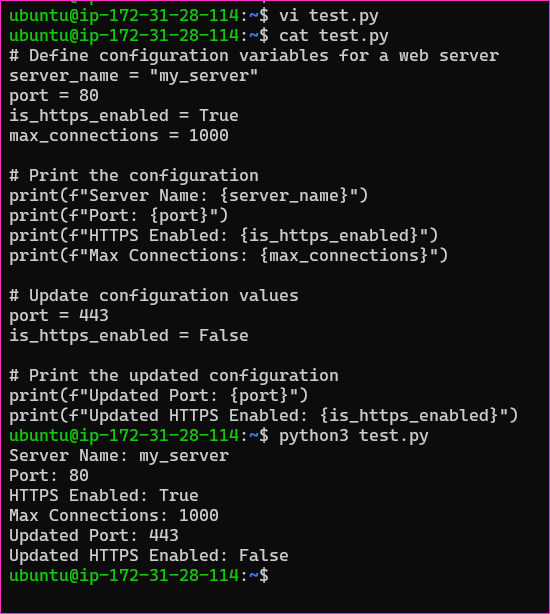 ubuntu@ip-172-31-28-114:~$ vi test.py
ubuntu@ip-172-31-28-114:~$ cat test.py
# Define configuration variables for a web server
server_name = "my_server"
port = 80
is_https_enabled = True
max_connections = 1000

# Print the configuration
print(f"Server Name: {server_name}")
print(f"Port: {port}")
print(f"HTTPS Enabled: {is_https_enabled}")
print(f"Max Connections: {max_connections}")

# Update configuration values
port = 443
is_https_enabled = False

# Print the updated configuration
print(f"Updated Port: {port}")
print(f"Updated HTTPS Enabled: {is_https_enabled}")
ubuntu@ip-172-31-28-114:~$ python3 test.py
Server Name: my_server
Port: 80
HTTPS Enabled: True
Max Connections: 1000
Updated Port: 443
Updated HTTPS Enabled: False
ubuntu@ip-172-31-28-114:~$